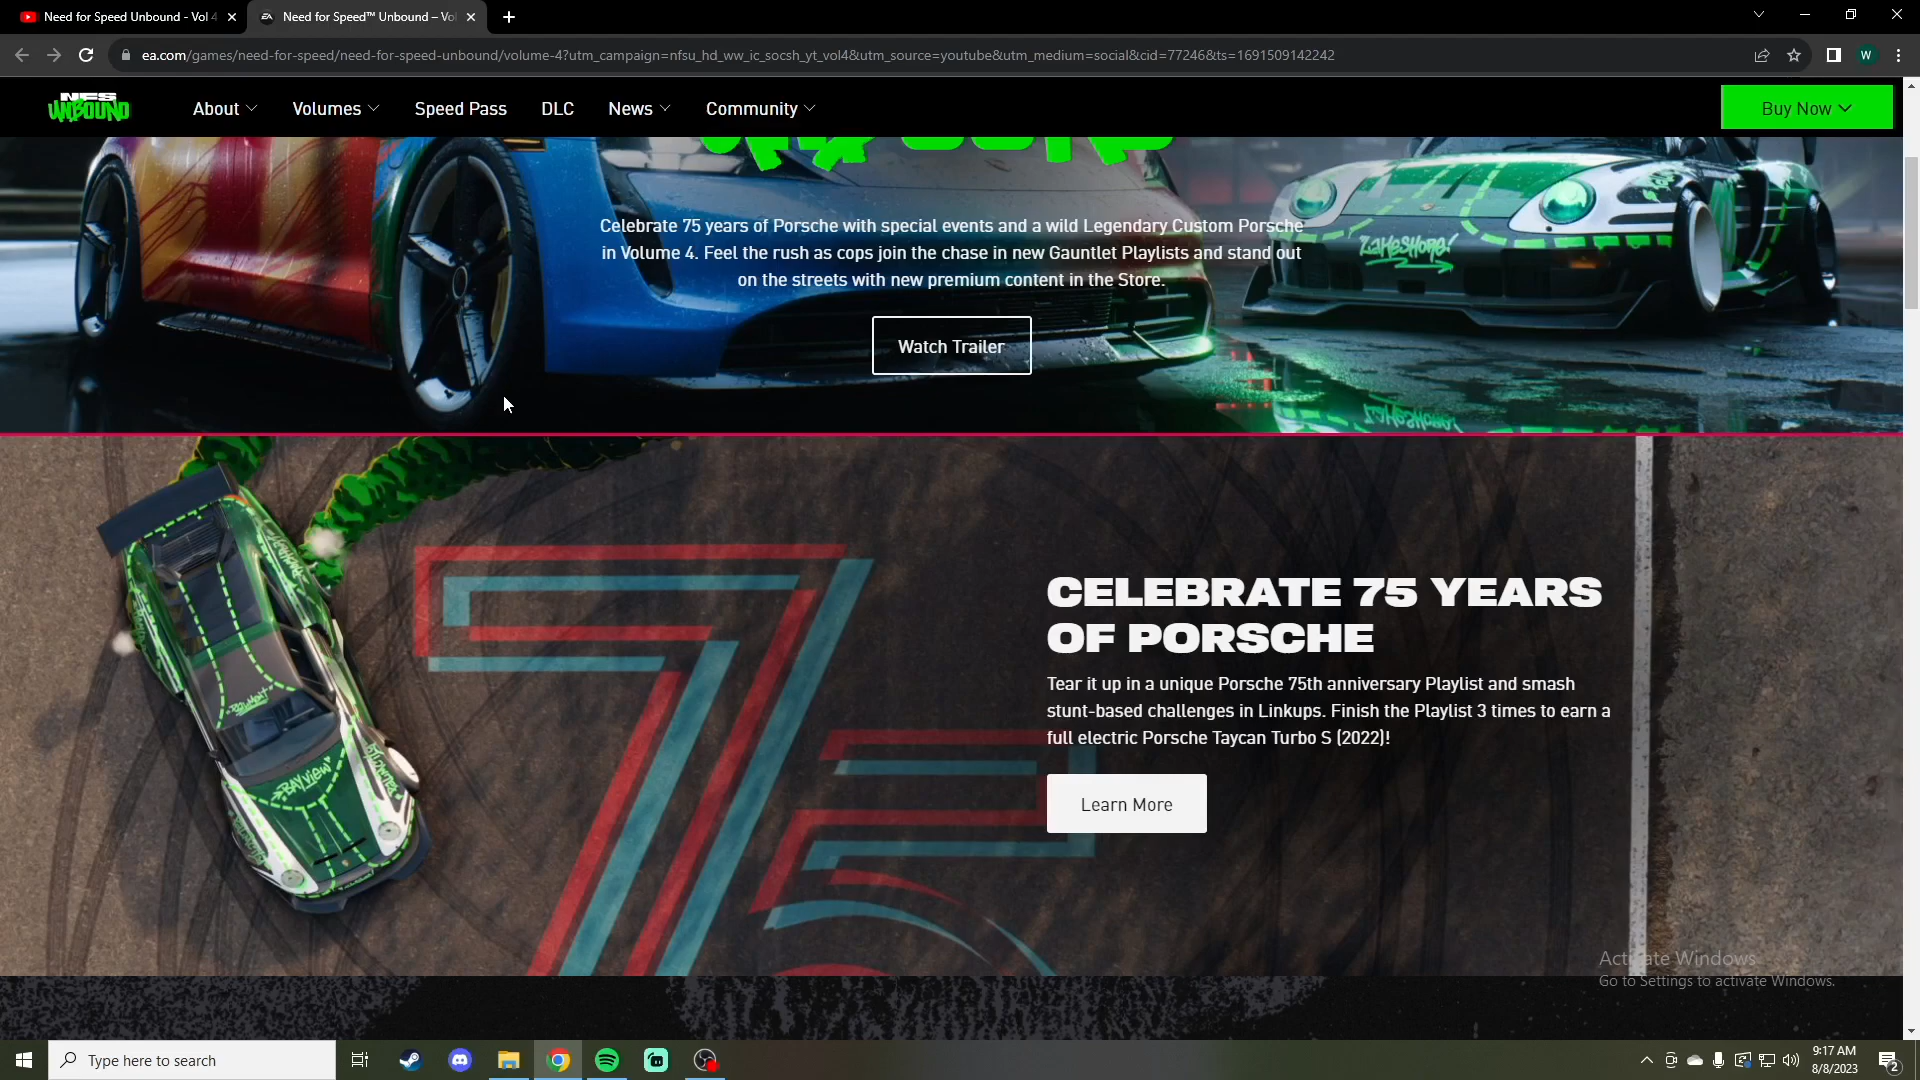 Need for Speed Unbound - Vol 4
Need for Speed™ Unbound – Vo
ea.com/games/need-for-speed/need-for-speed-unbound/volume-4?utm_campaign=nfsu_hd_ww_ic_socsh_yt_vol4&utm_source=youtube&utm_medium=social&cid=77246&ts=1691509142242
W
NFS
UNBOUND
About
Volumes
Speed Pass
DLC
News
Community
Buy Now
Celebrate 75 years of Porsche with special events and a wild Legendary Custom Porsche
in Volume 4. Feel the rush as cops join the chase in new Gauntlet Playlists and stand out
on the streets with new premium content in the Store.
Watch Trailer
LAKESHORE!
CELEBRATE 75 YEARS
OF PORSCHE
Tear it up in a unique Porsche 75th anniversary Playlist and smash
stunt-based challenges in Linkups. Finish the Playlist 3 times to earn a
full electric Porsche Taycan Turbo S (2022)!
Learn More
BAYVIEW
75
Activate Windows
Go to Settings to activate Windows.
Type here to search
9:17 AM
8/8/2023
2